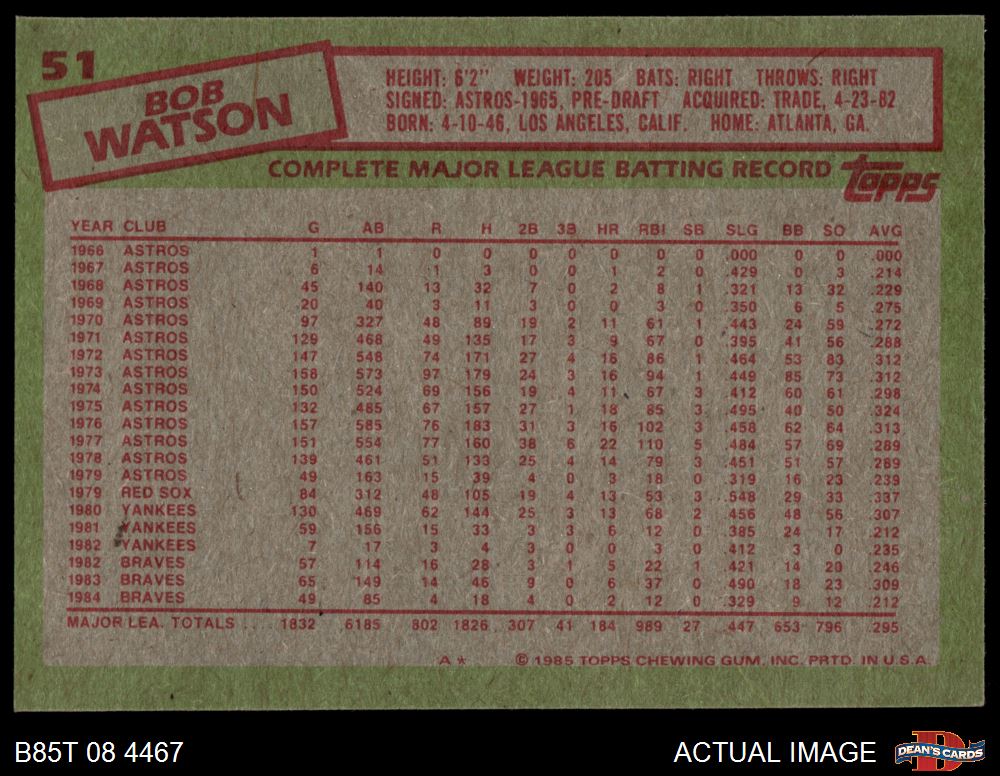 51
BOB
WATSON
HEIGHT: 6'2" WEIGHT: 205 BATS: RIGHT THROWS: RIGHT
SIGNED: ASTROS-1965, PRE-DRAFT ACQUIRED: TRADE, 4-23-82
BORN: 4-10-46, LOS ANGELES, CALIF. HOME: ATLANTA, GA.
COMPLETE MAJOR LEAGUE BATTING RECORD topps
YEAR CLUB G AB R H 2B 3B HR RBI SB SLG BB SO AVG
1966 ASTROS 1 1 0 0 0 0 0 0 0 .000 0 0 .000
1967 ASTROS 6 14 1 3 0 0 1 2 0 .429 0 3 .214
1968 ASTROS 45 140 13 32 7 0 2 8 1 .321 13 32 .229
1969 ASTROS 20 40 3 11 3 0 0 3 0 .350 6 5 .275
1970 ASTROS 97 327 48 89 19 2 11 61 1 .443 24 59 .272
1971 ASTROS 129 468 49 135 17 3 9 67 0 .395 41 56 .288
1972 ASTROS 147 548 74 171 27 4 16 86 1 .464 53 83 .312
1973 ASTROS 158 573 97 179 24 3 16 94 1 .449 85 73 .312
1974 ASTROS 150 524 69 156 19 4 11 67 3 .412 60 61 .298
1975 ASTROS 132 485 67 157 27 1 18 85 3 .495 40 50 .324
1976 ASTROS 157 585 76 183 31 3 16 102 3 .458 62 64 .313
1977 ASTROS 151 554 77 160 38 6 22 110 5 .484 57 69 .289
1978 ASTROS 139 461 51 133 25 4 14 79 3 .451 51 57 .289
1979 ASTROS 49 163 15 39 4 0 3 18 0 .319 16 23 .239
1979 RED SOX 84 312 48 105 19 4 13 53 3 .548 29 33 .337
1980 YANKEES 130 469 62 144 25 3 13 68 2 .456 48 56 .307
1981 YANKEES 59 156 15 33 3 3 6 12 0 .385 24 17 .212
1982 YANKEES 7 17 3 4 3 0 0 3 0 .412 3 0 .235
1982 BRAVES 57 114 16 28 3 1 5 22 1 .421 14 20 .246
1983 BRAVES 65 149 14 46 9 0 6 37 0 .490 18 23 .309
1984 BRAVES 49 85 4 18 4 0 2 12 0 .329 9 12 .212
MAJOR LEA. TOTALS ... 1832 6185 802 1826 307 41 184 989 27 .447 653 796 .295
A * © 1985 TOPPS CHEWING GUM, INC. PRTD. IN U.S.A.
B85T 08 4467 ACTUAL IMAGE D DEAN'S CARDS